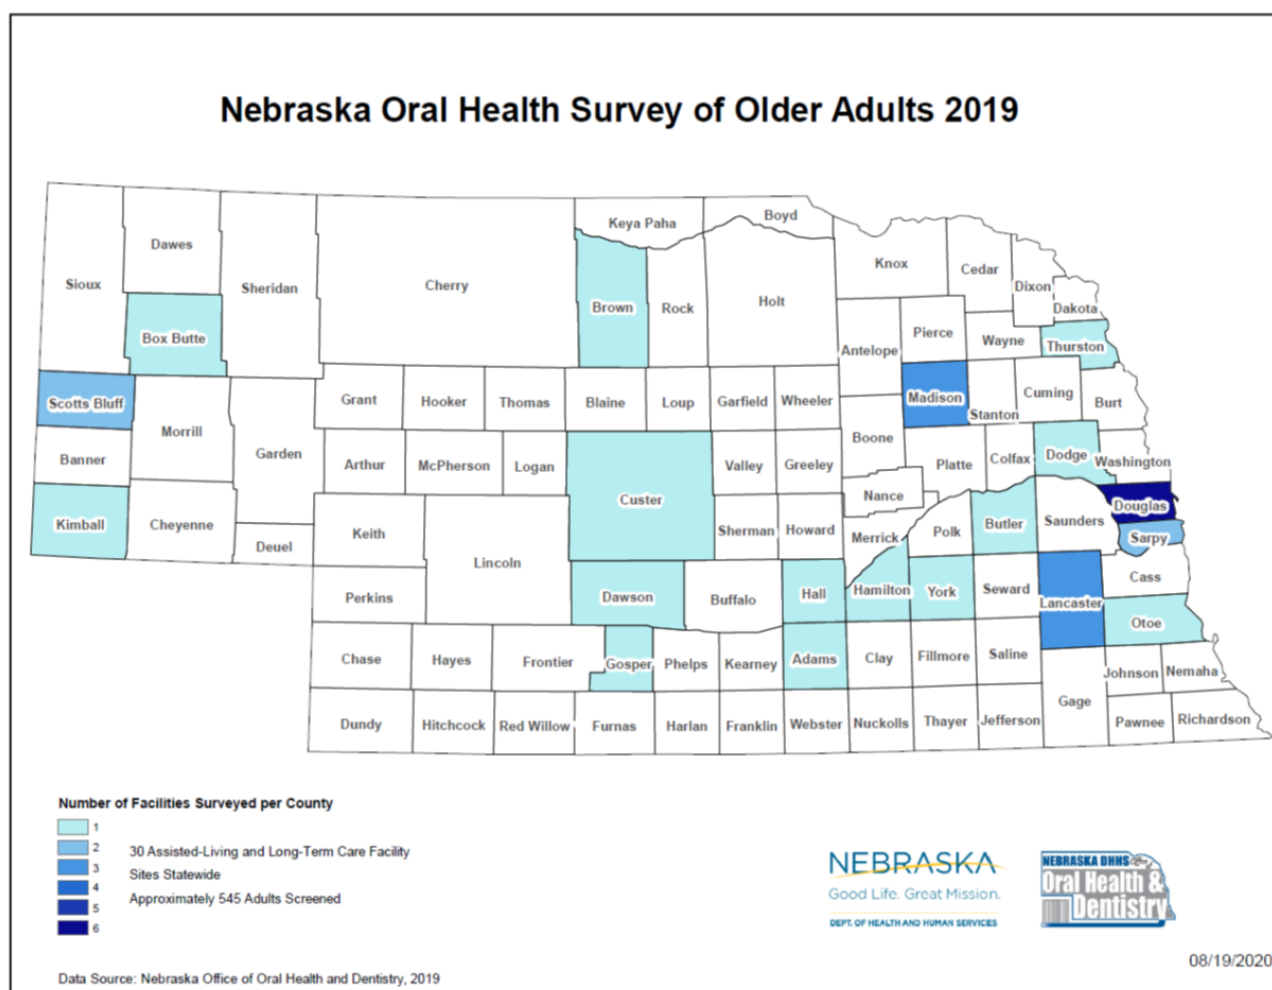 Nebraska Oral Health Survey of Older Adults 2019
Keya Paha
Boyd
Dawes
Knox
Cedar
Sioux
Sheridan
Cherry
Dixon
Brown
Rock
Holt
Dakota
Box Butte
Pierce
Wayne
Thurston
Antelope
Scotts Bluff
Grant
Hooker
Thomas
Blaine
Loup
Garfield
Wheeler
Madison
Stanton
Cuming
Burt
Morrill
Banner
Garden
Arthur
McPherson
Logan
Custer
Valley
Greeley
Boone
Platte
Colfax
Dodge
Washington
Kimball
Cheyenne
Deuel
Keith
Lincoln
Sherman
Howard
Nance
Merrick
Polk
Butler
Saunders
Douglas
Sarpy
Perkins
Dawson
Buffalo
Hall
Hamilton
York
Seward
Lancaster
Cass
Otoe
Chase
Hayes
Frontier
Gosper
Phelps
Kearney
Adams
Clay
Fillmore
Saline
Johnson
Nemaha
Gage
Dundy
Hitchcock
Red Willow
Furnas
Harlan
Franklin
Webster
Nuckolls
Thayer
Jefferson
Pawnee
Richardson
Number of Facilities Surveyed per County
1
2
3
4
5
6
30 Assisted-Living and Long-Term Care Facility
Sites Statewide
Approximately 545 Adults Screened
NEBRASKA
Good Life. Great Mission.
DEPT. OF HEALTH AND HUMAN SERVICES
NEBRASKA DHHS Office of
Oral Health &
Dentistry
08/19/2020
Data Source: Nebraska Office of Oral Health and Dentistry, 2019